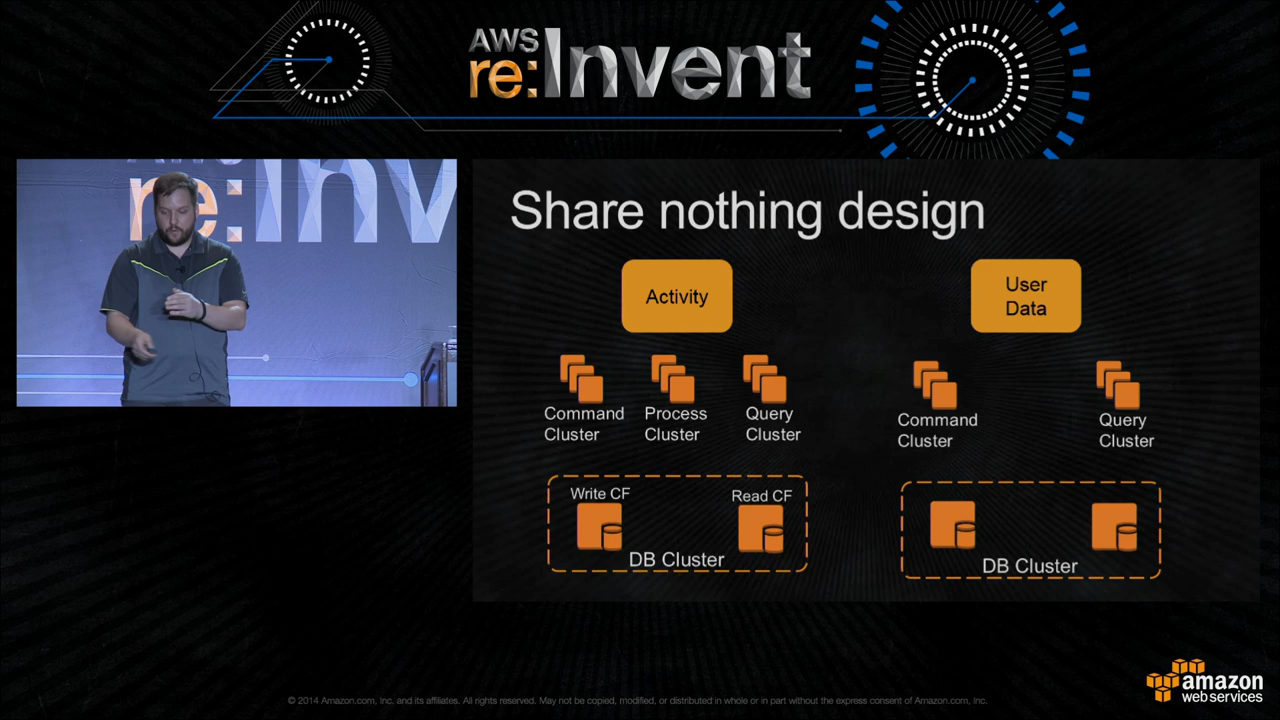 AWS
re:Invent
AWS
re:Inv
Share nothing design
Activity
User
Data
Command
Cluster
Process
Cluster
Query
Cluster
Command
Cluster
Query
Cluster
Write CF
Read CF
DB Cluster
DB Cluster
© 2014 Amazon.com, Inc. and its affiliates. All rights reserved. May not be copied, modified, or distributed in whole or in part without the express consent of Amazon.com, Inc.
amazon
web services